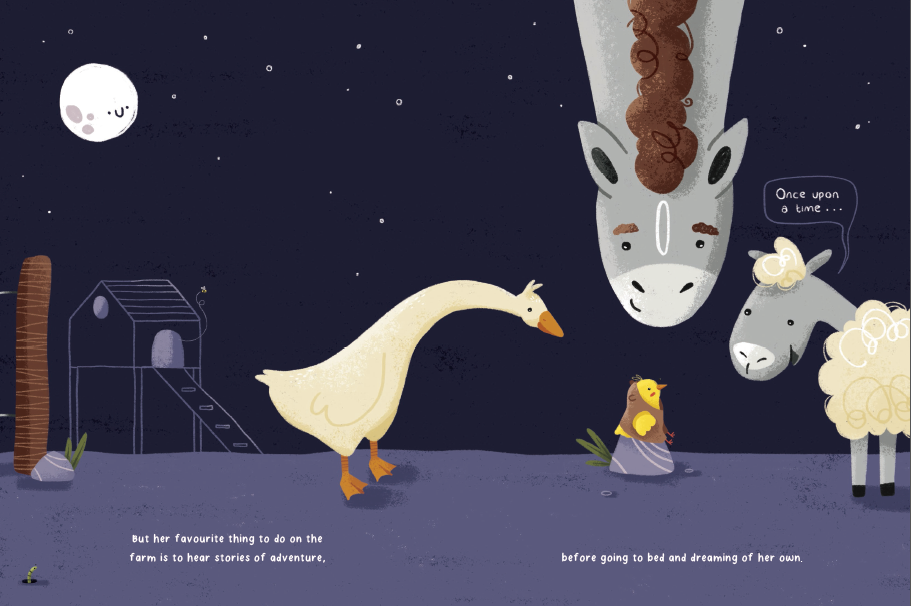 Once upon
a time...
But her favourite thing to do on the
farm is to hear stories of adventure,
before going to bed and dreaming of her own.